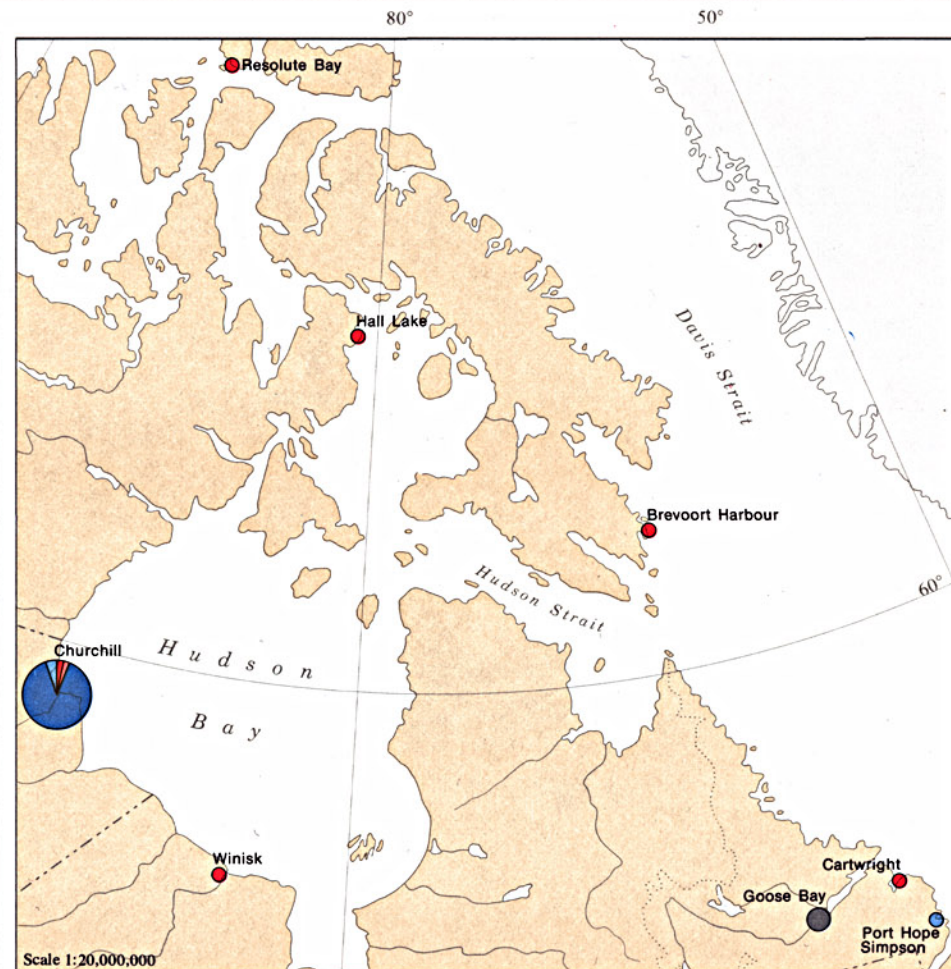 80°
50°
Resolute Bay
Hall Lake
Davis Strait
Brevoort Harbour
Hudson Strait
60°
Churchill
Hudson
Bay
Winisk
Cartwright
Goose Bay
Port Hope
Simpson
Scale 1:20,000,000